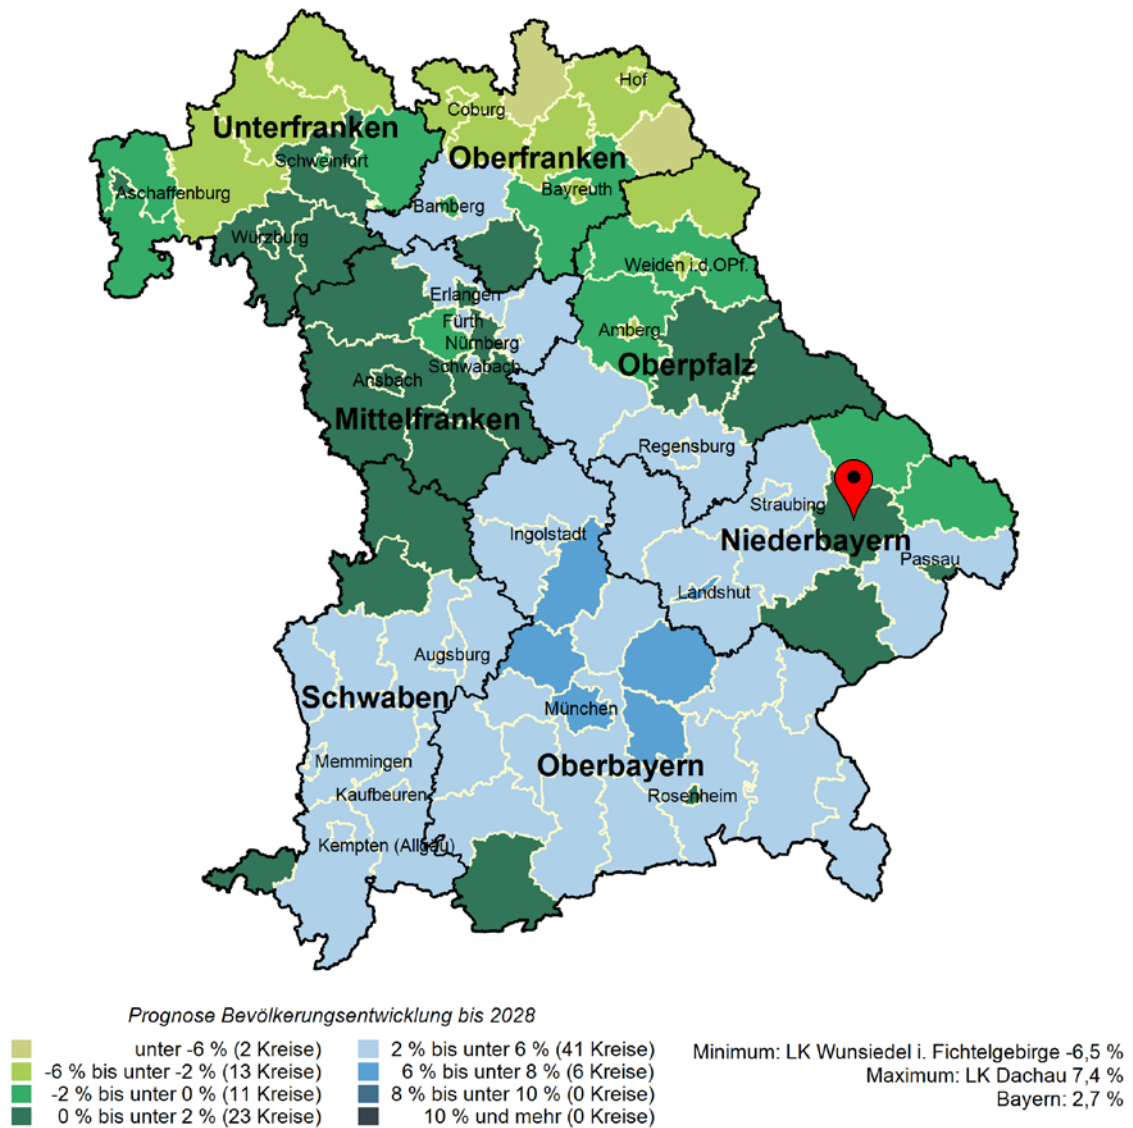 Hof
Coburg
Unterfranken
Oberfranken
Schweinfurt
Bayreuth
Aschaffenburg
Bamberg
Würzburg
Weiden i.d.OPf.
Erlangen
Fürth
Amberg
Nürnberg
Schwabach
Oberpfalz
Ansbach
Mittelfranken
Regensburg
Straubing
Ingolstadt
Niederbayern
Passau
Landshut
Augsburg
Schwaben
München
Memmingen
Oberbayern
Kaufbeuren
Rosenheim
Kempten (Allgäu)
Prognose Bevölkerungsentwicklung bis 2028
unter -6 % (2 Kreise)
-6 % bis unter -2 % (13 Kreise)
-2 % bis unter 0 % (11 Kreise)
0 % bis unter 2 % (23 Kreise)
2 % bis unter 6 % (41 Kreise)
6 % bis unter 8 % (6 Kreise)
8 % bis unter 10 % (0 Kreise)
10 % und mehr (0 Kreise)
Minimum: LK Wunsiedel i. Fichtelgebirge -6,5 %
Maximum: LK Dachau 7,4 %
Bayern: 2,7 %